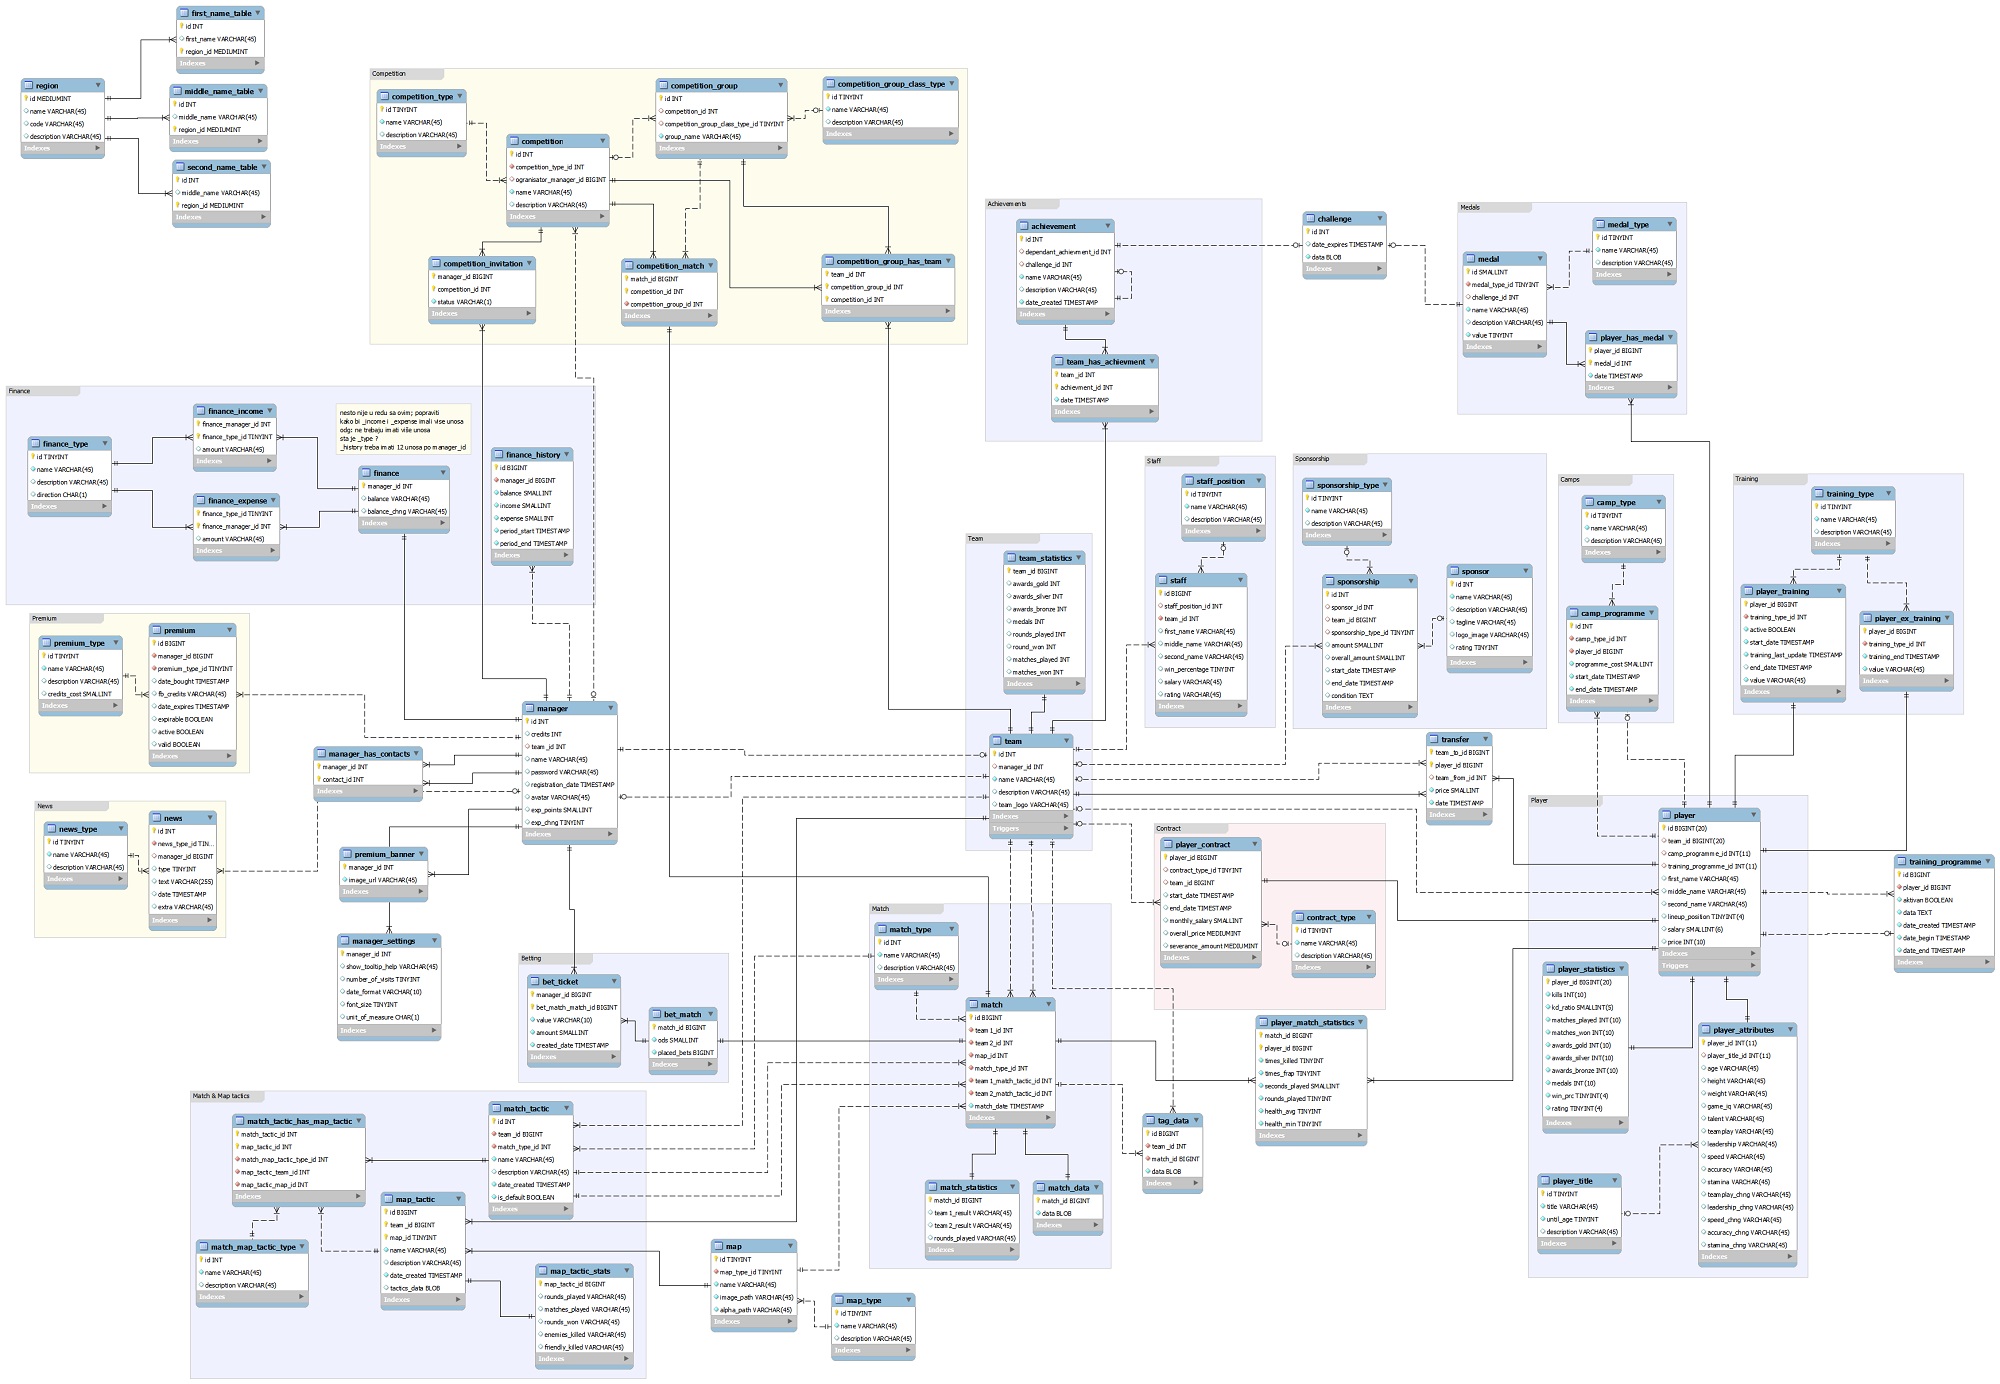 first_name_table
id INT
first_name VARCHAR(45)
region_id MEDIUMINT
Indexes
region
id MEDIUMINT
name VARCHAR(45)
code VARCHAR(45)
description VARCHAR(45)
Indexes
middle_name_table
id INT
middle_name VARCHAR(45)
region_id MEDIUMINT
Indexes
second_name_table
id INT
middle_name VARCHAR(45)
region_id MEDIUMINT
Indexes
Competition
competition_type
id TINYINT
name VARCHAR(45)
description VARCHAR(45)
Indexes
competition
id INT
competition_type_id INT
ogranisator_manager_id BIGINT
name VARCHAR(45)
description VARCHAR(45)
Indexes
competition_group
id INT
competition_id INT
competition_group_class_type_id TINYINT
group_name VARCHAR(45)
Indexes
competition_group_class_type
id TINYINT
name VARCHAR(45)
description VARCHAR(45)
Indexes
competition_invitation
manager_id BIGINT
competition_id INT
status VARCHAR(1)
Indexes
competition_match
match_id BIGINT
competition_id INT
competition_group_id INT
Indexes
competition_group_has_team
team_id INT
competition_group_id INT
competition_id INT
Indexes
Achievements
achievement
id INT
dependant_achievment_id INT
challenge_id INT
name VARCHAR(45)
description VARCHAR(45)
date_created TIMESTAMP
Indexes
team_has_achievment
team_id INT
achievment_id INT
date TIMESTAMP
Indexes
challenge
id INT
date_expires TIMESTAMP
data BLOB
Indexes
Medals
medal_type
id TINYINT
name VARCHAR(45)
description VARCHAR(45)
Indexes
medal
id SMALLINT
medal_type_id TINYINT
challenge_id INT
name VARCHAR(45)
description VARCHAR(45)
value TINYINT
Indexes
player_has_medal
player_id BIGINT
medal_id INT
date TIMESTAMP
Indexes
Finance
finance_income
finance_manager_id INT
finance_type_id TINYINT
amount VARCHAR(45)
Indexes
finance_type
id TINYINT
name VARCHAR(45)
description VARCHAR(45)
direction CHAR(1)
Indexes
finance_expense
finance_type_id TINYINT
finance_manager_id INT
amount VARCHAR(45)
Indexes
nesto nije u redu sa ovim; popraviti
kako bi _income i _expense imali vise unosa
odg: ne trebaju imati više unosa
sta je _type ?
_history treba imati 12 unosa po manager_id
finance
manager_id INT
balance VARCHAR(45)
balance_chng VARCHAR(45)
Indexes
finance_history
id BIGINT
manager_id BIGINT
balance SMALLINT
income SMALLINT
expense SMALLINT
period_start TIMESTAMP
period_end TIMESTAMP
Indexes
Staff
staff_position
id TINYINT
name VARCHAR(45)
description VARCHAR(45)
Indexes
staff
id BIGINT
staff_position_id INT
team_id INT
first_name VARCHAR(45)
middle_name VARCHAR(45)
second_name VARCHAR(45)
win_percentage TINYINT
salary VARCHAR(45)
rating VARCHAR(45)
Indexes
Sponsorship
sponsorship_type
id TINYINT
name VARCHAR(45)
description VARCHAR(45)
Indexes
sponsorship
id INT
sponsor_id INT
team_id BIGINT
sponsorship_type_id TINYINT
amount SMALLINT
overall_amount SMALLINT
start_date TIMESTAMP
end_date TIMESTAMP
condition TEXT
Indexes
sponsor
id INT
name VARCHAR(45)
description VARCHAR(45)
tagline VARCHAR(45)
logo_image VARCHAR(45)
rating TINYINT
Indexes
Camps
camp_type
id TINYINT
name VARCHAR(45)
description VARCHAR(45)
Indexes
camp_programme
id INT
camp_type_id INT
player_id BIGINT
programme_cost SMALLINT
start_date TIMESTAMP
end_date TIMESTAMP
Indexes
Training
training_type
id TINYINT
name VARCHAR(45)
description VARCHAR(45)
Indexes
player_training
player_id BIGINT
training_type_id INT
active BOOLEAN
start_date TIMESTAMP
training_last_update TIMESTAMP
end_date TIMESTAMP
value VARCHAR(45)
Indexes
player_ex_training
player_id BIGINT
training_type_id INT
training_end TIMESTAMP
value VARCHAR(45)
Indexes
Premium
premium_type
id TINYINT
name VARCHAR(45)
description VARCHAR(45)
credits_cost SMALLINT
Indexes
premium
id BIGINT
manager_id BIGINT
premium_type_id TINYINT
date_bought TIMESTAMP
fb_credits VARCHAR(45)
date_expires TIMESTAMP
expirable BOOLEAN
active BOOLEAN
valid BOOLEAN
Indexes
News
news_type
id TINYINT
name VARCHAR(45)
description VARCHAR(45)
Indexes
news
id INT
news_type_id TIN...
manager_id BIGINT
type TINYINT
text VARCHAR(255)
date TIMESTAMP
extra VARCHAR(45)
Indexes
manager_has_contacts
manager_id INT
contact_id INT
Indexes
premium_banner
manager_id INT
image_url VARCHAR(45)
Indexes
manager_settings
manager_id INT
show_tooltip_help VARCHAR(45)
number_of_visits TINYINT
date_format VARCHAR(10)
font_size TINYINT
unit_of_measure CHAR(1)
Indexes
manager
id INT
credits INT
team_id INT
name VARCHAR(45)
password VARCHAR(45)
registration_date TIMESTAMP
avatar VARCHAR(45)
exp_points SMALLINT
exp_chng TINYINT
Indexes
Team
team_statistics
team_id BIGINT
awards_gold INT
awards_silver INT
awards_bronze INT
medals INT
rounds_played INT
round_won INT
matches_played INT
matches_won INT
Indexes
team
id INT
manager_id INT
name VARCHAR(45)
description VARCHAR(45)
team_logo VARCHAR(45)
Indexes
Triggers
transfer
team_to_id BIGINT
player_id BIGINT
team_from_id INT
price SMALLINT
date TIMESTAMP
Indexes
Contract
player_contract
player_id BIGINT
contract_type_id TINYINT
team_id BIGINT
start_date TIMESTAMP
end_date TIMESTAMP
monthly_salary SMALLINT
overall_price MEDIUMINT
severance_amount MEDIUMINT
Indexes
contract_type
id TINYINT
name VARCHAR(45)
description VARCHAR(45)
Indexes
Player
player
id BIGINT(20)
team_id BIGINT(20)
camp_programme_id INT(11)
training_programme_id INT(11)
first_name VARCHAR(45)
middle_name VARCHAR(45)
second_name VARCHAR(45)
lineup_position TINYINT(4)
salary SMALLINT(6)
price INT(10)
Indexes
Triggers
training_programme
id BIGINT
player_id BIGINT
aktivan BOOLEAN
data TEXT
date_created TIMESTAMP
date_begin TIMESTAMP
date_end TIMESTAMP
Indexes
player_statistics
player_id BIGINT(20)
kills INT(10)
kd_ratio SMALLINT(5)
matches_played INT(10)
matches_won INT(10)
awards_gold INT(10)
awards_silver INT(10)
awards_bronze INT(10)
medals INT(10)
win_prc TINYINT(4)
rating TINYINT(4)
Indexes
player_attributes
player_id INT(11)
player_title_id INT(11)
age VARCHAR(45)
height VARCHAR(45)
weight VARCHAR(45)
game_iq VARCHAR(45)
talent VARCHAR(45)
teamplay VARCHAR(45)
leadership VARCHAR(45)
speed VARCHAR(45)
accuracy VARCHAR(45)
stamina VARCHAR(45)
teamplay_chng VARCHAR(45)
leadership_chng VARCHAR(45)
speed_chng VARCHAR(45)
accuracy_chng VARCHAR(45)
stamina_chng VARCHAR(45)
Indexes
player_title
id TINYINT
title VARCHAR(45)
until_age TINYINT
description VARCHAR(45)
Indexes
Betting
bet_ticket
manager_id BIGINT
bet_match_match_id BIGINT
value VARCHAR(10)
amount SMALLINT
created_date TIMESTAMP
Indexes
bet_match
match_id BIGINT
ods SMALLINT
placed_bets BIGINT
Indexes
Match
match_type
id INT
name VARCHAR(45)
description VARCHAR(45)
Indexes
match
id BIGINT
team 1_id INT
team 2_id INT
map_id INT
match_type_id INT
team 1_match_tactic_id INT
team 2_match_tactic_id INT
match_date TIMESTAMP
Indexes
match_statistics
match_id BIGINT
team 1_result VARCHAR(45)
team 2_result VARCHAR(45)
rounds_played VARCHAR(45)
Indexes
match_data
match_id BIGINT
data BLOB
Indexes
player_match_statistics
match_id BIGINT
player_id BIGINT
times_killed TINYINT
times_frap TINYINT
seconds_played SMALLINT
rounds_played TINYINT
health_avg TINYINT
health_min TINYINT
Indexes
tag_data
id BIGINT
team_id INT
match_id BIGINT
data BLOB
Indexes
Match & Map tactics
match_tactic_has_map_tactic
match_tactic_id INT
map_tactic_id INT
match_map_tactic_type_id INT
map_tactic_team_id INT
map_tactic_map_id INT
Indexes
match_tactic
id INT
team_id BIGINT
match_type_id INT
name VARCHAR(45)
description VARCHAR(45)
date_created TIMESTAMP
is_default BOOLEAN
Indexes
match_map_tactic_type
id INT
name VARCHAR(45)
description VARCHAR(45)
Indexes
map_tactic
id BIGINT
team_id BIGINT
map_id TINYINT
name VARCHAR(45)
description VARCHAR(45)
date_created TIMESTAMP
tactics_data BLOB
Indexes
map_tactic_stats
map_tactic_id BIGINT
rounds_played VARCHAR(45)
matches_played VARCHAR(45)
rounds_won VARCHAR(45)
enemies_killed VARCHAR(45)
friendly_killed VARCHAR(45)
Indexes
map
id TINYINT
map_type_id TINYINT
name VARCHAR(45)
image_path VARCHAR(45)
alpha_path VARCHAR(45)
Indexes
map_type
id TINYINT
name VARCHAR(45)
description VARCHAR(45)
Indexes